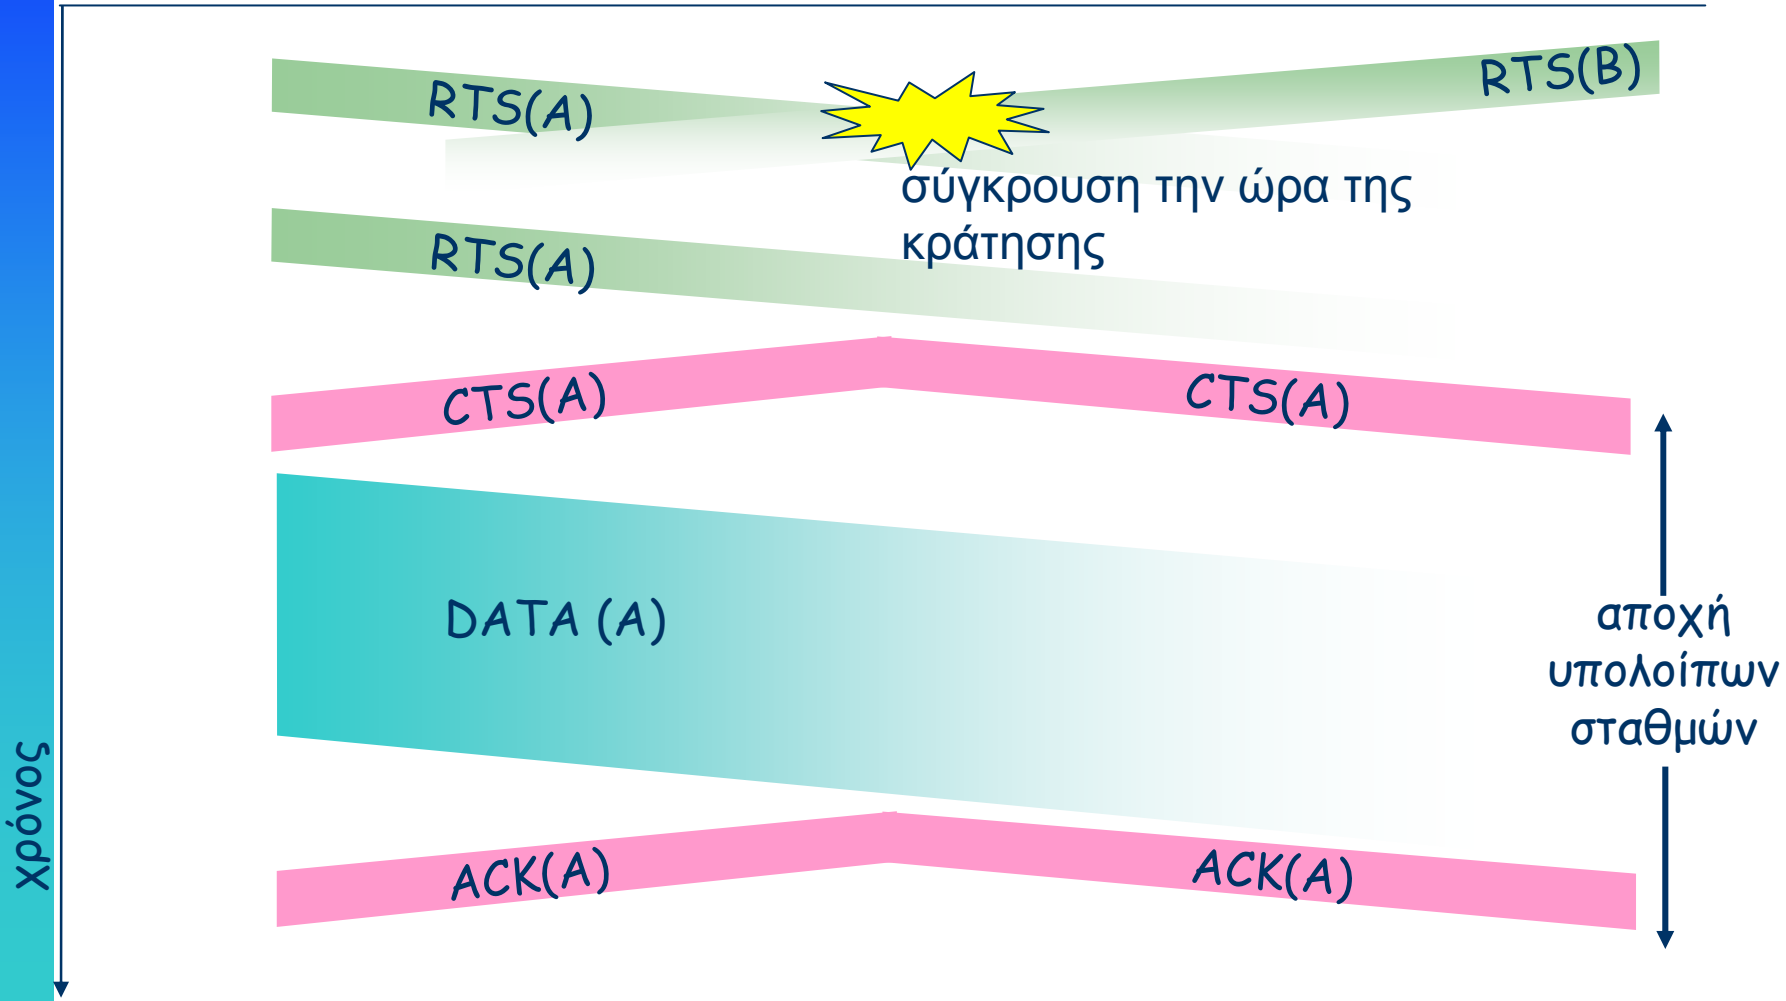 RTS(B)
RTS(A)
σύγκρουση την ώρα της
κράτησης
RTS(A)
CTS(A)
CTS(A)
DATA (A)
αποχή
υπολοίπων
σταθμών
χρόνος
ACK(A)
ACK(A)